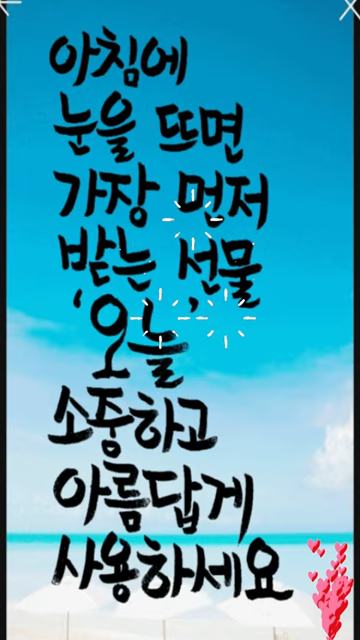 아침에
눈을 뜨면
가장 먼저
받는 선물
'오늘'
소중하고
아름답게
사용하세요